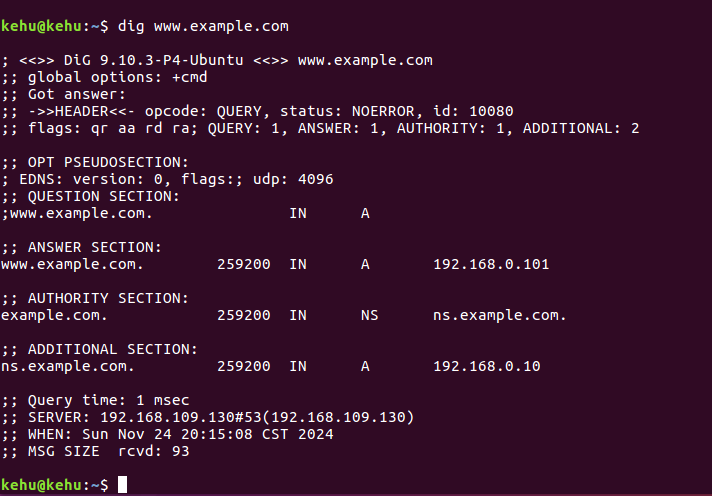 kehu@kehu:~$ dig www.example.com
; <<>> DiG 9.10.3-P4-Ubuntu <<>> www.example.com
;; global options: +cmd
;; Got answer:
;; ->>HEADER<<- opcode: QUERY, status: NOERROR, id: 10080
;; flags: qr aa rd ra; QUERY: 1, ANSWER: 1, AUTHORITY: 1, ADDITIONAL: 2
;; OPT PSEUDOSECTION:
; EDNS: version: 0, flags:; udp: 4096
;; QUESTION SECTION:
;www.example.com. IN A
;; ANSWER SECTION:
www.example.com. 259200 IN A 192.168.0.101
;; AUTHORITY SECTION:
example.com. 259200 IN NS ns.example.com.
;; ADDITIONAL SECTION:
ns.example.com. 259200 IN A 192.168.0.10
;; Query time: 1 msec
;; SERVER: 192.168.109.130#53(192.168.109.130)
;; WHEN: Sun Nov 24 20:15:08 CST 2024
;; MSG SIZE rcvd: 93
kehu@kehu:~$